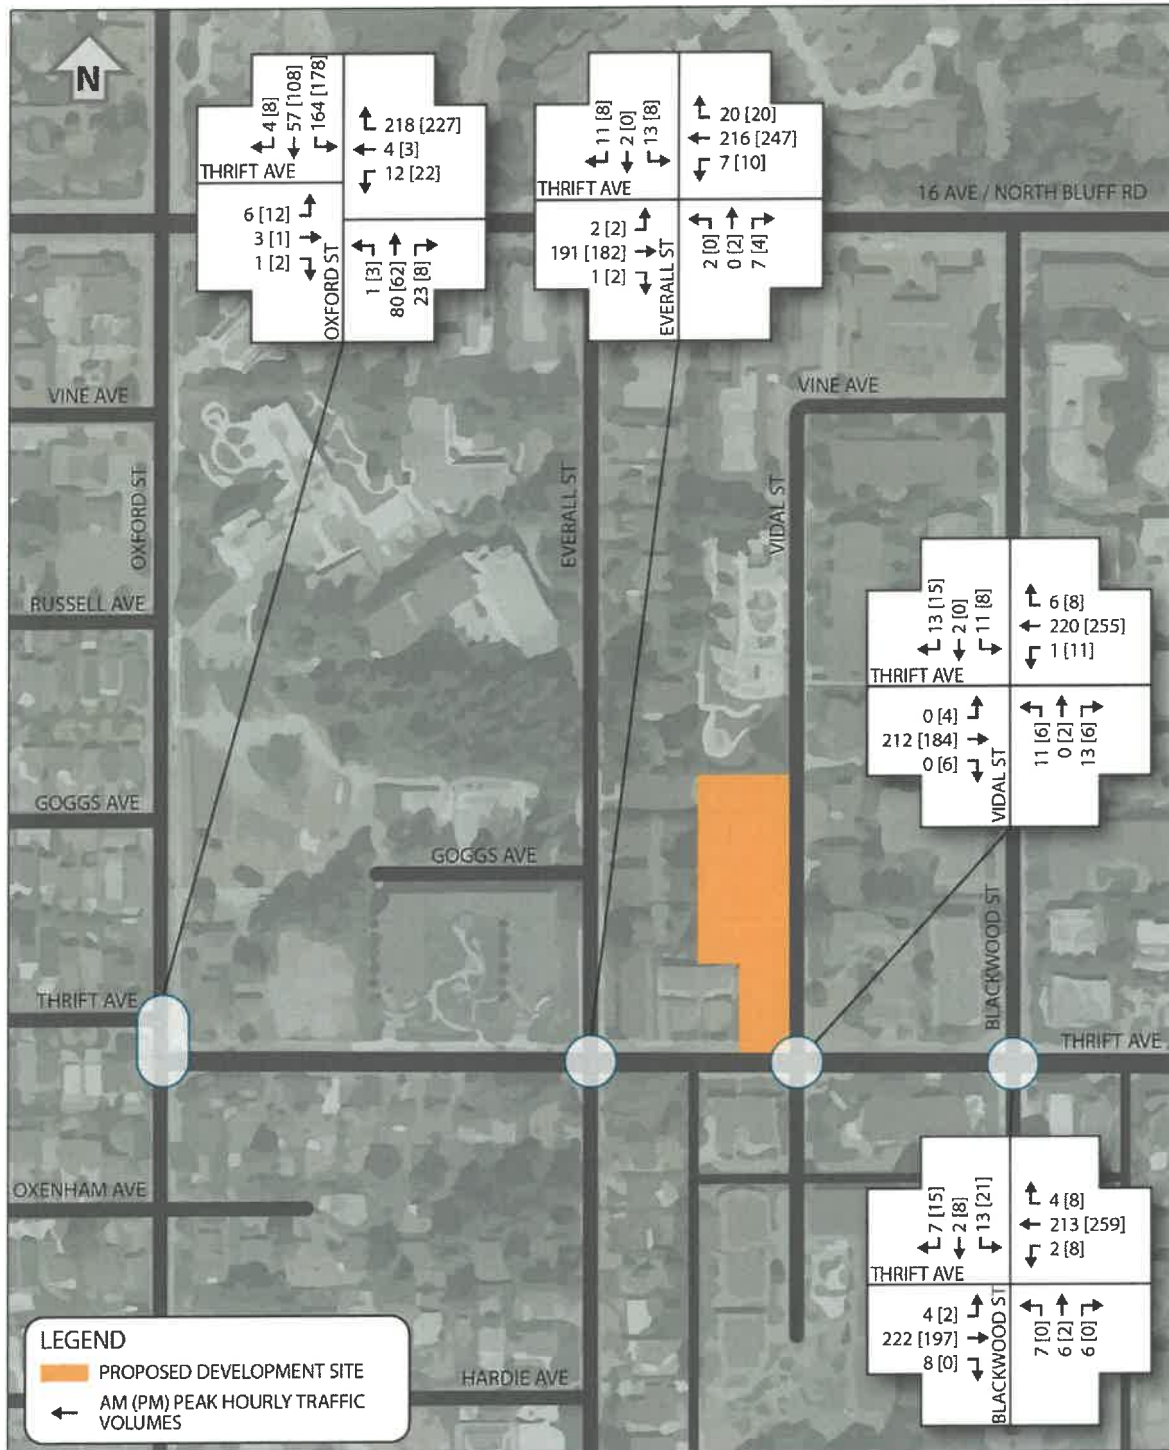 N
4 [8]
57 [108]
164 [178]
218 [227]
4 [3]
12 [22]
THRIFT AVE
6 [12]
3 [1]
1 [2]
OXFORD ST
1 [3]
80 [62]
23 [8]
11 [8]
2 [0]
13 [8]
20 [20]
216 [247]
7 [10]
THRIFT AVE
2 [2]
191 [182]
1 [2]
EVERALL ST
2 [0]
0 [2]
7 [4]
16 AVE / NORTH BLUFF RD
VINE AVE
VINE AVE
OXFORD ST
EVERALL ST
VIDAL ST
RUSSELL AVE
13 [15]
2 [0]
11 [8]
6 [8]
220 [255]
1 [11]
THRIFT AVE
0 [4]
212 [184]
0 [6]
VIDAL ST
11 [6]
0 [2]
13 [6]
GOGGS AVE
GOGGS AVE
BLACKWOOD ST
THRIFT AVE
THRIFT AVE
OXENHAM AVE
7 [15]
2 [8]
13 [21]
4 [8]
213 [259]
2 [8]
THRIFT AVE
4 [2]
222 [197]
8 [0]
BLACKWOOD ST
7 [0]
6 [2]
6 [0]
LEGEND
PROPOSED DEVELOPMENT SITE
AM (PM) PEAK HOURLY TRAFFIC
VOLUMES
HARDIE AVE